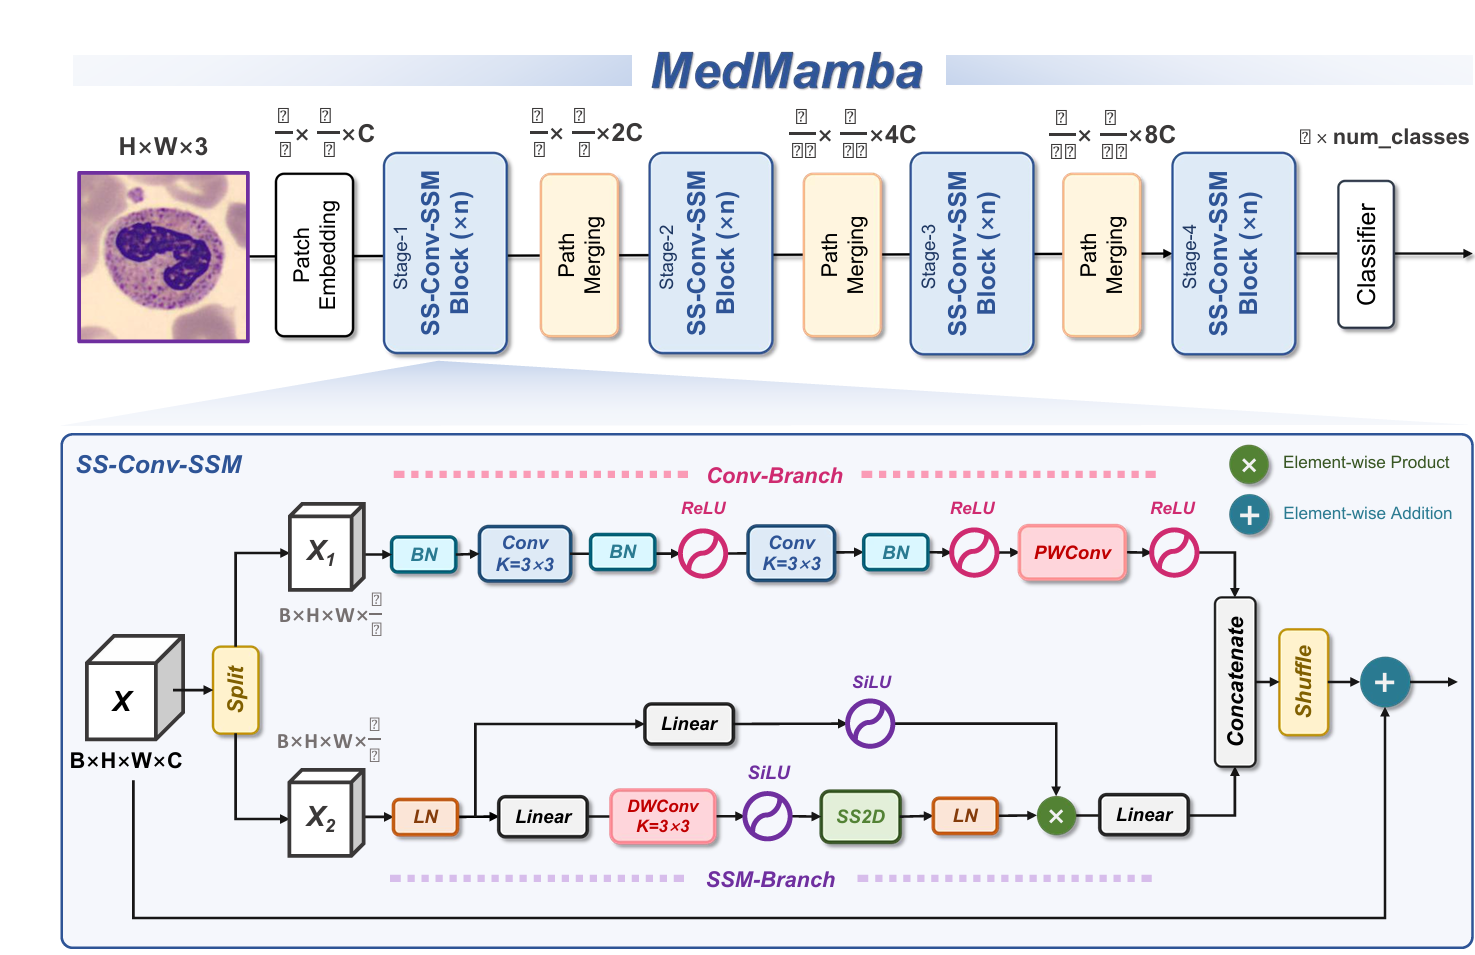 MedMamba
H×W×3
× ×C
× ×2C
× ×4C
× ×8C
× num_classes
Patch
Embedding
Stage-1
SS-Conv-SSM
Block (×n)
Path
Merging
Stage-2
SS-Conv-SSM
Block (×n)
Path
Merging
Stage-3
SS-Conv-SSM
Block (×n)
Path
Merging
Stage-4
SS-Conv-SSM
Block (×n)
Classifier
SS-Conv-SSM
Conv-Branch
× Element-wise Product
+ Element-wise Addition
X1
BN
Conv
K=3×3
BN
ReLU
Conv
K=3×3
BN
ReLU
PWConv
ReLU
B×H×W×
X
B×H×W×C
Split
B×H×W×
X2
LN
Linear
SiLU
Linear
DWConv
K=3×3
SiLU
SS2D
LN
×
Linear
Concatenate
Shuffle
+
SSM-Branch